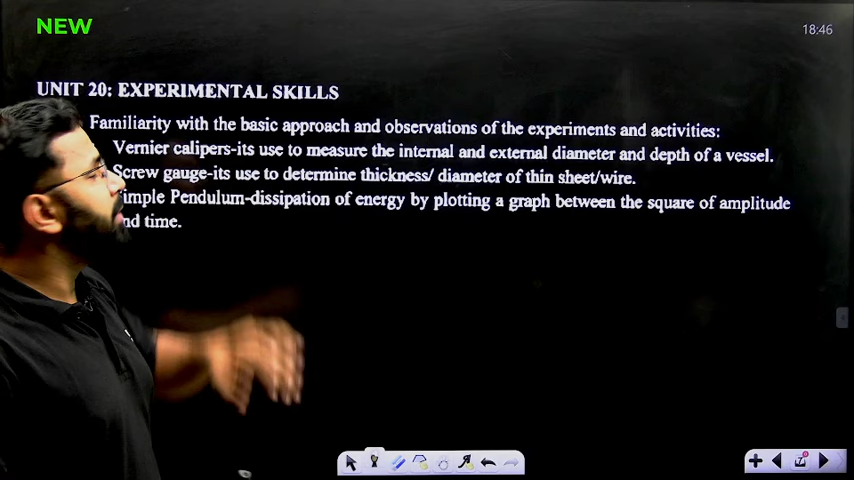 NEW
18:46
UNIT 20: EXPERIMENTAL SKILLS
Familiarity with the basic approach and observations of the experiments and activities:
Vernier calipers-its use to measure the internal and external diameter and depth of a vessel.
Screw gauge-its use to determine thickness/ diameter of thin sheet/wire.
imple Pendulum-dissipation of energy by plotting a graph between the square of amplitude
nd time.